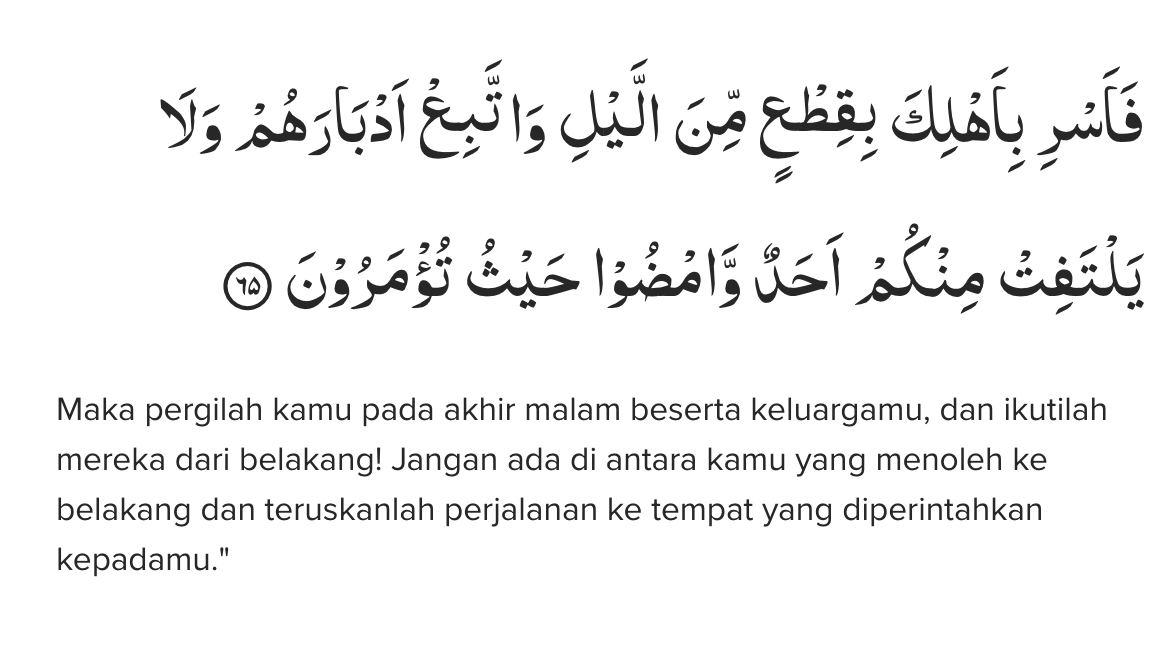 فَاَسْرِ بِاَهْلِكَ بِقِطْعٍ مِّنَ الَّيْلِ وَاتَّبِعْ اَدْبَارَهُمْ وَلَا
يَلْتَفِتْ مِنْكُمْ اَحَدٌ وَّامْضُوْا حَيْثُ تُؤْمَرُوْنَ ۶۵
Maka pergilah kamu pada akhir malam beserta keluargamu, dan ikutilah
mereka dari belakang! Jangan ada di antara kamu yang menoleh ke
belakang dan teruskanlah perjalanan ke tempat yang diperintahkan
kepadamu."